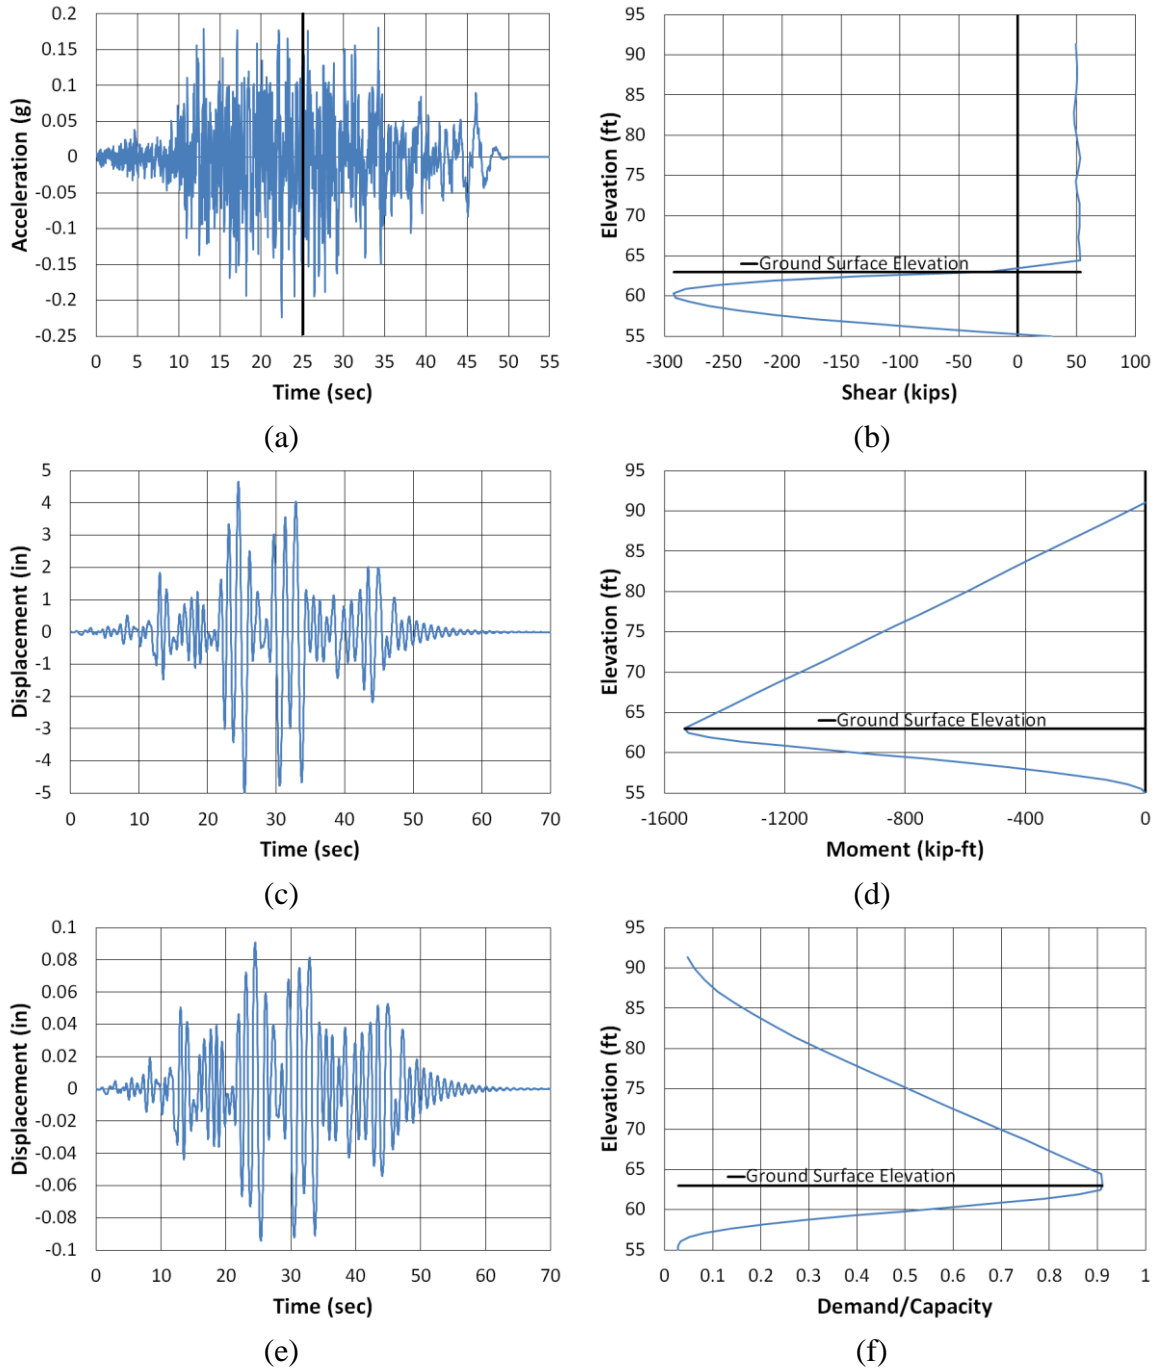 0.2
0.15
0.1
0.05
0
-0.05
-0.1
-0.15
-0.2
-0.25
Acceleration (g)
0 5 10 15 20 25 30 35 40 45 50 55
Time (sec)
(a)
95
90
85
80
75
70
65
60
55
Elevation (ft)
Ground Surface Elevation
-300 -250 -200 -150 -100 -50 0 50 100
Shear (kips)
(b)
5
4
3
2
1
0
-1
-2
-3
-4
-5
Displacement (in)
0 10 20 30 40 50 60 70
Time (sec)
(c)
95
90
85
80
75
70
65
60
55
Elevation (ft)
Ground Surface Elevation
-1600 -1200 -800 -400 0
Moment (kip-ft)
(d)
0.1
0.08
0.06
0.04
0.02
0
-0.02
-0.04
-0.06
-0.08
-0.1
Displacement (in)
0 10 20 30 40 50 60 70
Time (sec)
(e)
95
90
85
80
75
70
65
60
55
Elevation (ft)
Ground Surface Elevation
0 0.1 0.2 0.3 0.4 0.5 0.6 0.7 0.8 0.9 1
Demand/Capacity
(f)